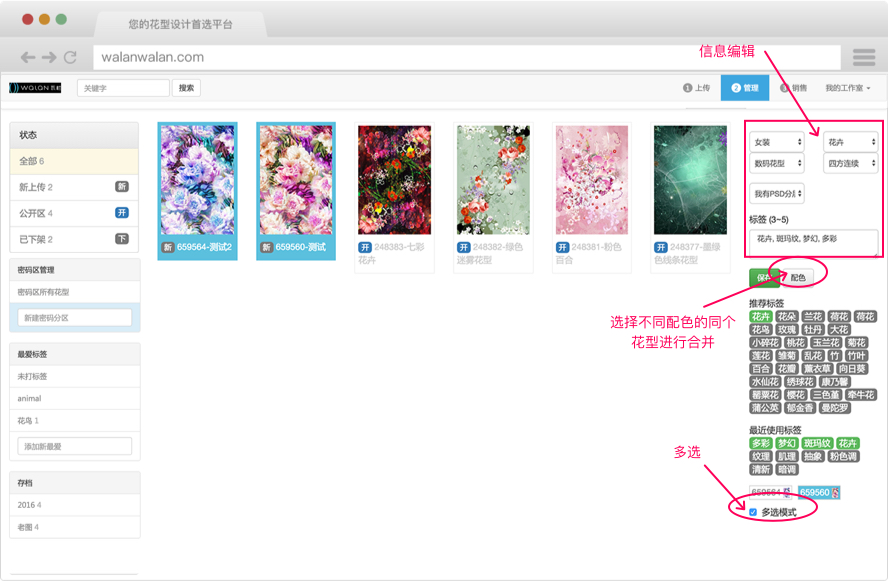 您的花型设计首选平台
walanwalan.com
信息编辑
WALAN
关键字
搜索
1 上传
2 管理
销售
我的工作室
状态
全部 6
新上传 2 新
公开区 4 开
已下架 2 下
密码区管理
密码区所有花型
新建密码分区
最爱标签
未打标签
animal
花鸟 1
添加新最爱
存档
2016 4
老图 4
新 659564-测试2
新 659560-测试
开 248383-七彩
花卉
开 248382-绿色
迷雾花型
开 248381-粉色
百合
开 248377-墨绿
色线条花型
女装 花卉
数码花型 四方连续
我有PSD分层
标签 (3~5)
花卉, 斑玛纹, 梦幻, 多彩
保存 配色
选择不同配色的同个
花型进行合并
推荐标签
花卉 花朵 兰花 荷花 荷花
花鸟 玫瑰 牡丹 大花
小碎花 桃花 玉兰花 菊花
莲花 雏菊 乱花 竹 竹叶
百合 花瓣 薰衣草 向日葵
水仙花 绣球花 康乃馨
罂粟花 樱花 三色堇 牵牛花
蒲公英 郁金香 曼陀罗
最近使用标签
多彩 梦幻 斑玛纹 花卉
纹理 肌理 抽象 粉色调
清新 暗调
多选
659564 659560
多选模式